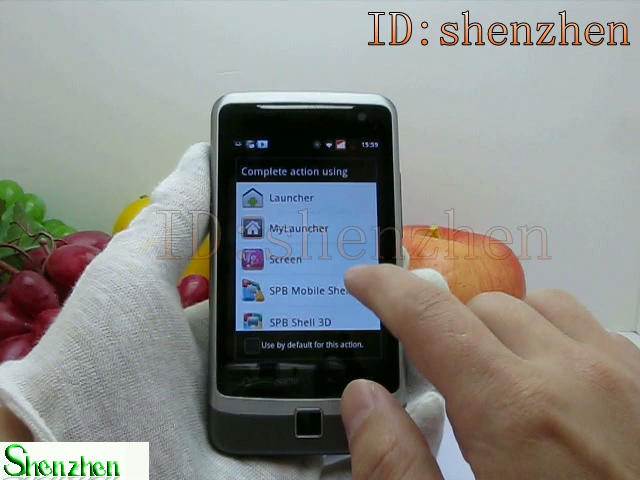 ID:shenzhen
15:59
Complete action using
Launcher
MyLauncher
ID:shenzhen
Screen
SPB Mobile She
SPB Shell 3D
Use by default for this action.
Shenzhen